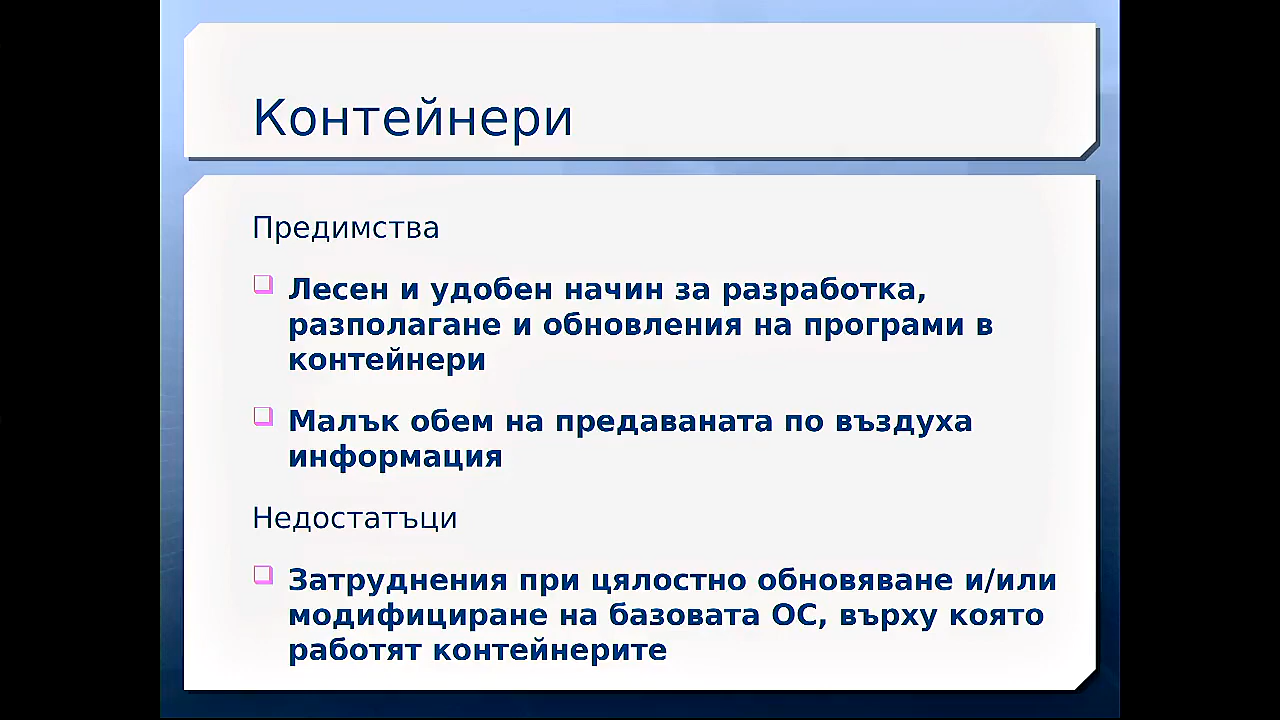 Контейнери
Предимства
Лесен и удобен начин за разработка,
разполагане и обновления на програми в
контейнери
Малък обем на предаваната по въздуха
информация
Недостатъци
Затруднения при цялостно обновяване и/или
модифициране на базовата ОС, върху която
работят контейнерите